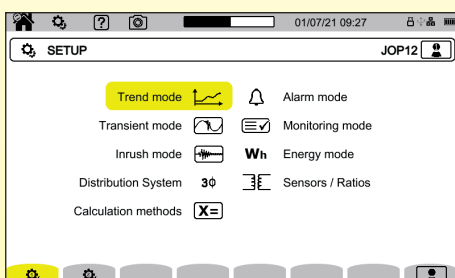 ? 01/07/21 09:27
SETUP JOP12
Trend mode Alarm mode
Transient mode Monitoring mode
Inrush mode Wh Energy mode
Distribution System 3ϕ Sensors / Ratios
Calculation methods X=